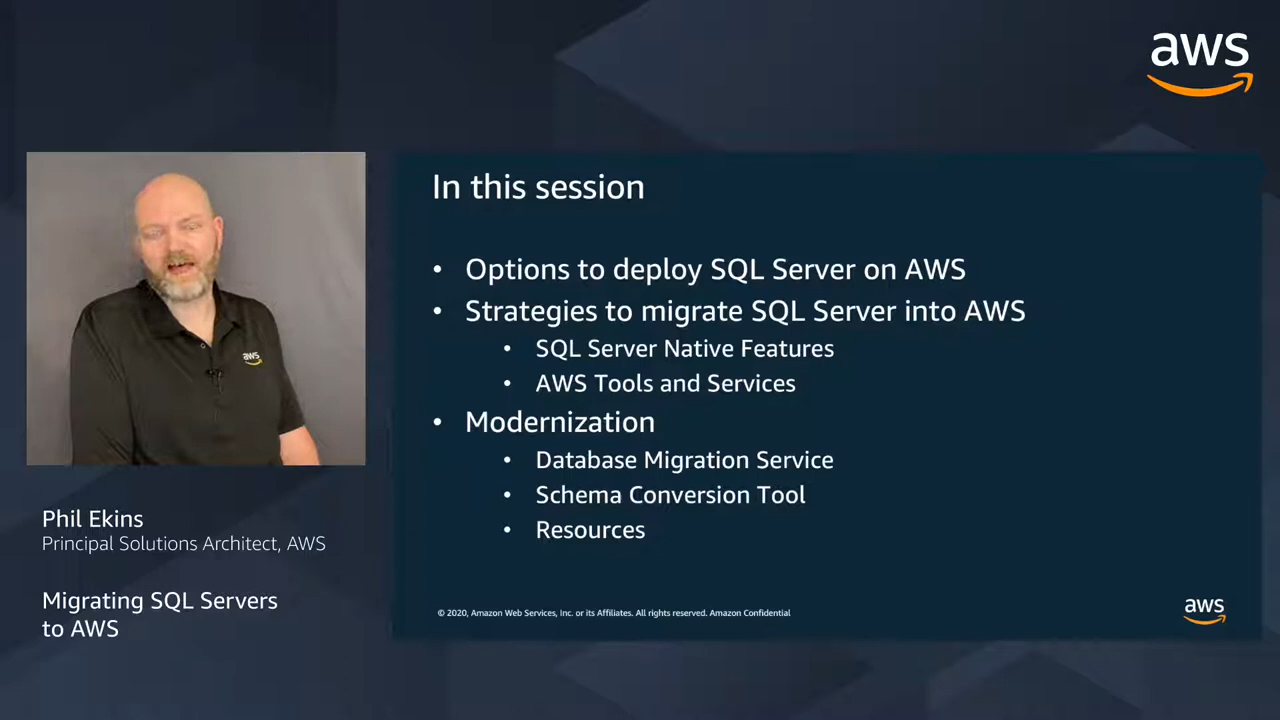 aws
In this session
• Options to deploy SQL Server on AWS
• Strategies to migrate SQL Server into AWS
• SQL Server Native Features
• AWS Tools and Services
• Modernization
• Database Migration Service
• Schema Conversion Tool
• Resources
© 2020, Amazon Web Services, Inc. or its Affiliates. All rights reserved. Amazon Confidential
aws
aws
Phil Ekins
Principal Solutions Architect, AWS
Migrating SQL Servers
to AWS